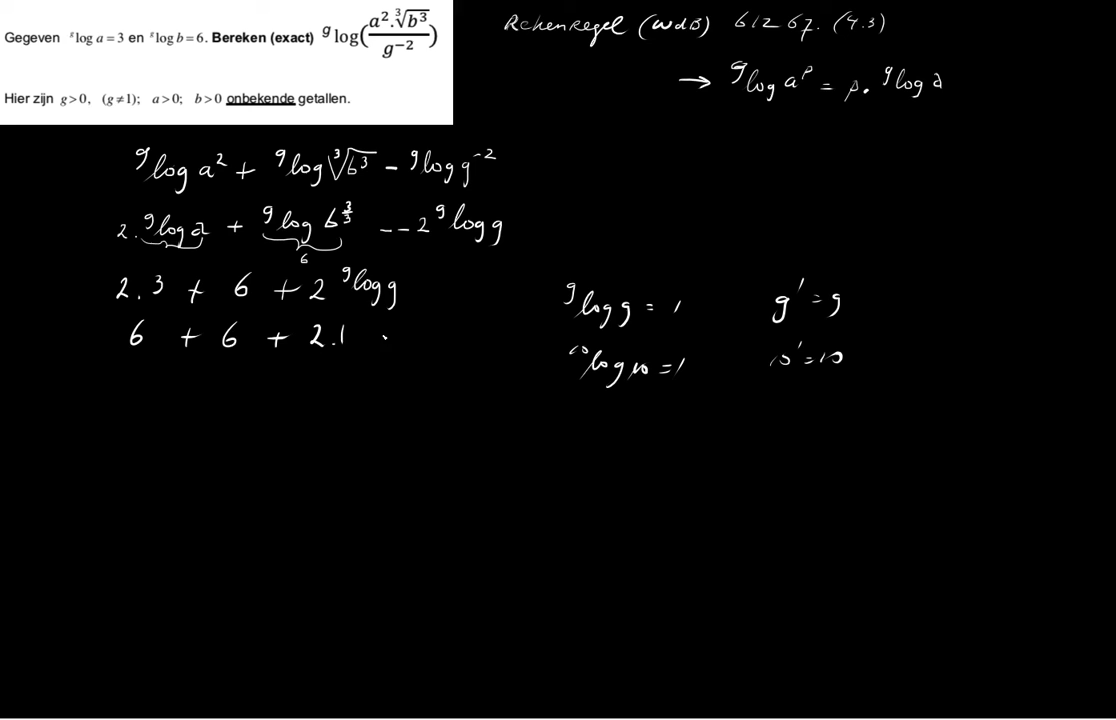 Gegeven ᵍlog a = 3 en ᵍlog b = 6. Bereken (exact) ᵍlog((a²·∛b³)/g⁻²)
Hier zijn g>0, (g≠1); a>0; b>0 onbekende getallen.
Rekenregel (WdB) blz 67. (4.3)
→ ᵍlog aᵖ = p. ᵍlog a
ᵍlog a² + ᵍlog ∛b³ - ᵍlog g⁻²
2. ᵍlog a + ᵍlog b^(3/3) - -2 ᵍlog g
6
2.3 + 6 + 2 ᵍlog g
6 + 6 + 2.1
ᵍlog g = 1 g¹ = g
¹⁰log 10 = 1 10¹ = 10